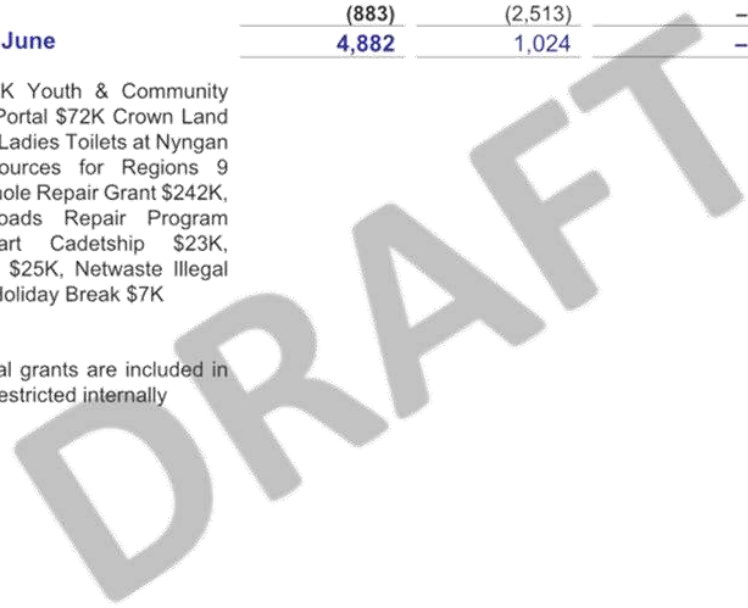 (883) (2,513) –
June 4,882 1,024 –
K Youth & Community
Portal $72K Crown Land
Ladies Toilets at Nyngan
ources for Regions 9
hole Repair Grant $242K,
oads Repair Program
art Cadetship $23K,
$25K, Netwaste Illegal
Holiday Break $7K
al grants are included in
estricted internally
DRAFT